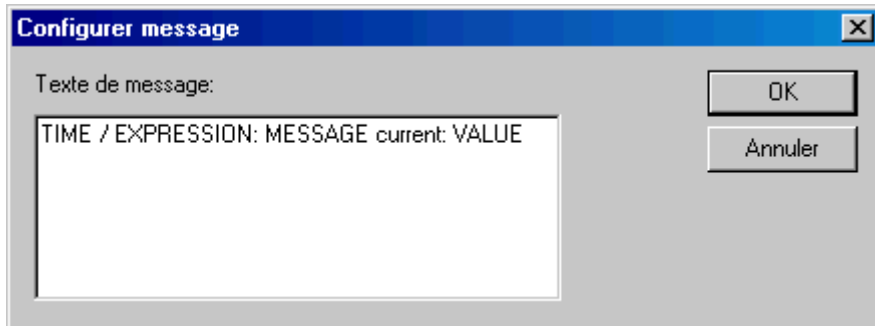 Configurer message
Texte de message:
OK
TIME / EXPRESSION: MESSAGE current: VALUE
Annuler